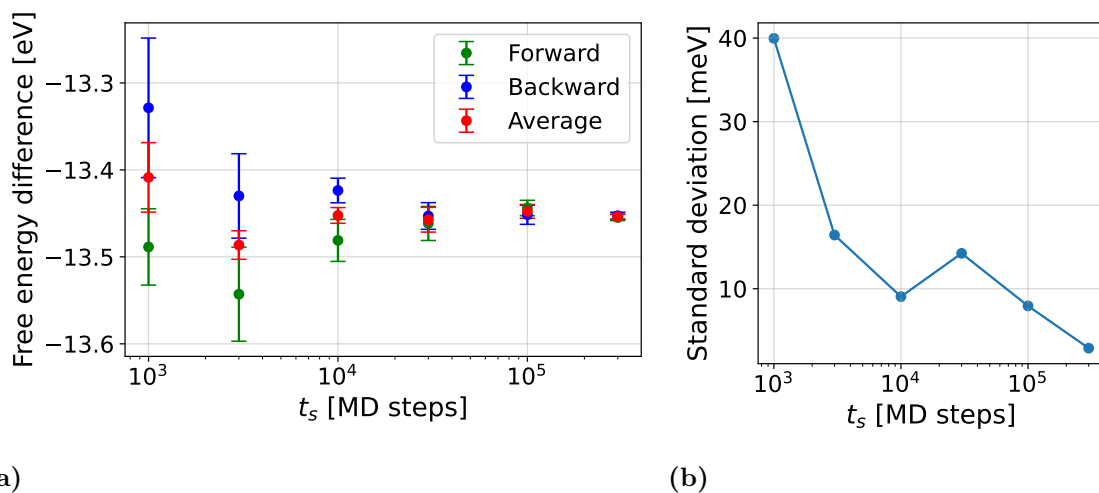 Free energy difference [eV]
−13.3
−13.4
−13.5
−13.6
10³
10⁴
10⁵
t_s [MD steps]
Forward
Backward
Average
a)
Standard deviation [meV]
40
30
20
10
10³
10⁴
10⁵
t_s [MD steps]
(b)